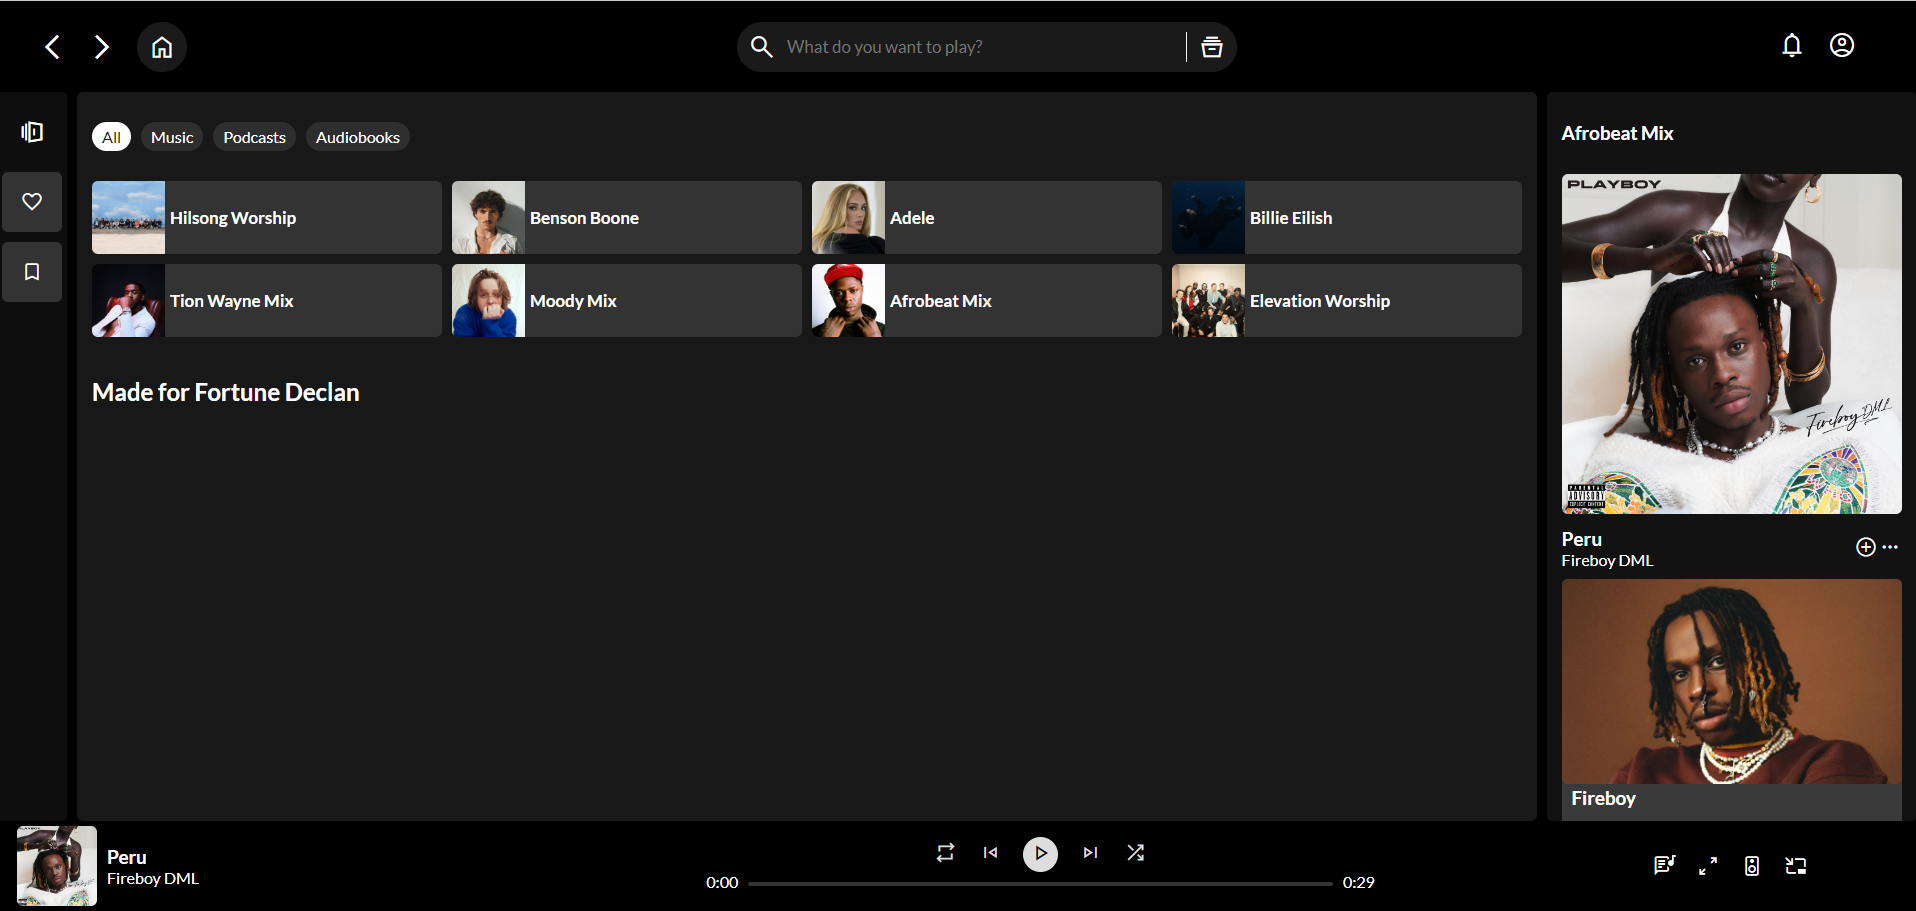 What do you want to play?
All
Music
Podcasts
Audiobooks
Hilsong Worship
Benson Boone
Adele
Billie Eilish
Tion Wayne Mix
Moody Mix
Afrobeat Mix
Elevation Worship
Made for Fortune Declan
Afrobeat Mix
PLAYBOY
Fireboy DML
PARENTAL
ADVISORY
EXPLICIT CONTENT
Peru
Fireboy DML
Fireboy
Peru
Fireboy DML
0:00
0:29